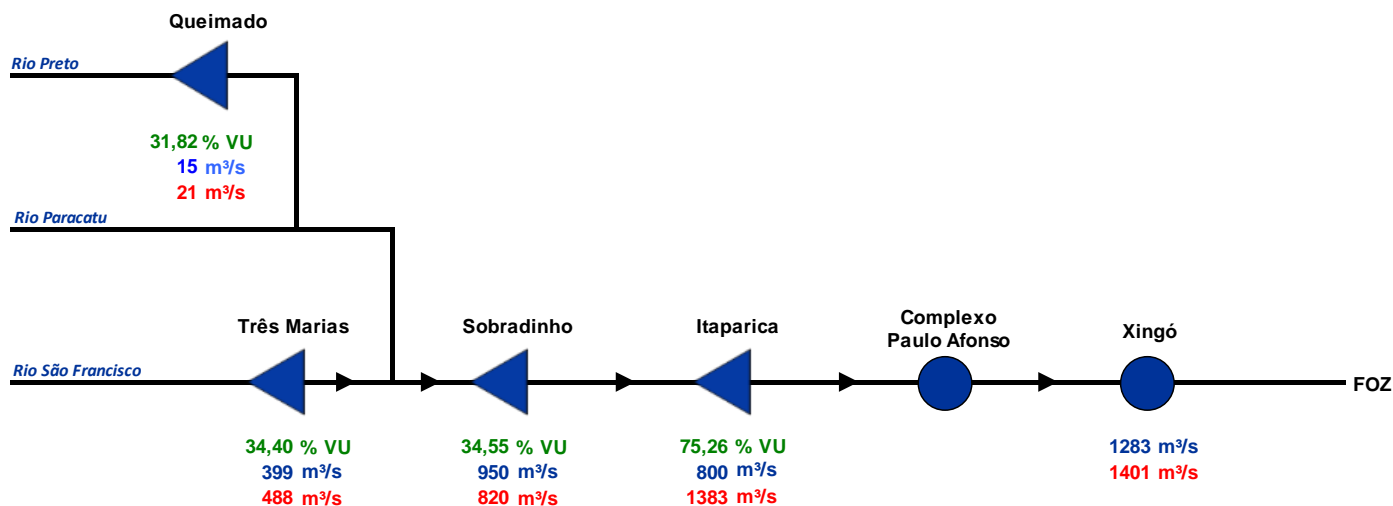 Queimado
Rio Preto
31,82 % VU
15 m³/s
21 m³/s
Rio Paracatu
Três Marias
Sobradinho
Itaparica
Complexo
Paulo Afonso
Xingó
Rio São Francisco
FOZ
34,40 % VU
399 m³/s
488 m³/s
34,55 % VU
950 m³/s
820 m³/s
75,26 % VU
800 m³/s
1383 m³/s
1283 m³/s
1401 m³/s